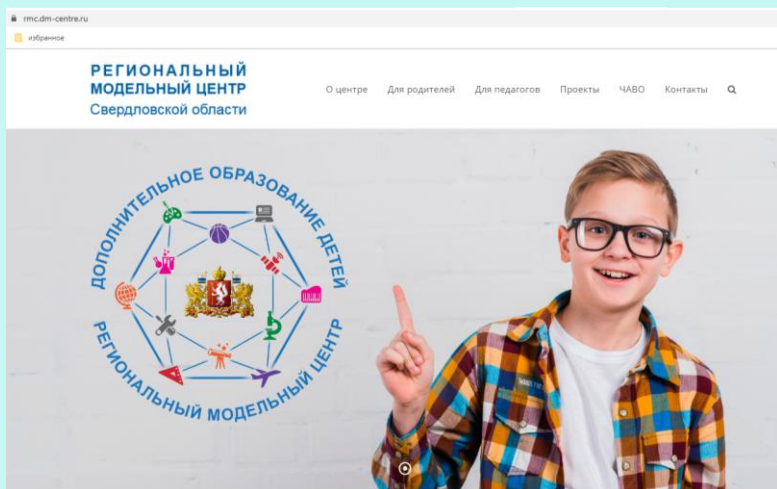 rmc.dm-centre.ru
избранное
РЕГИОНАЛЬНЫЙ
МОДЕЛЬНЫЙ ЦЕНТР
Свердловской области
О центре Для родителей Для педагогов Проекты ЧАВО Контакты
ДОПОЛНИТЕЛЬНОЕ ОБРАЗОВАНИЕ ДЕТЕЙ
РЕГИОНАЛЬНЫЙ МОДЕЛЬНЫЙ ЦЕНТР